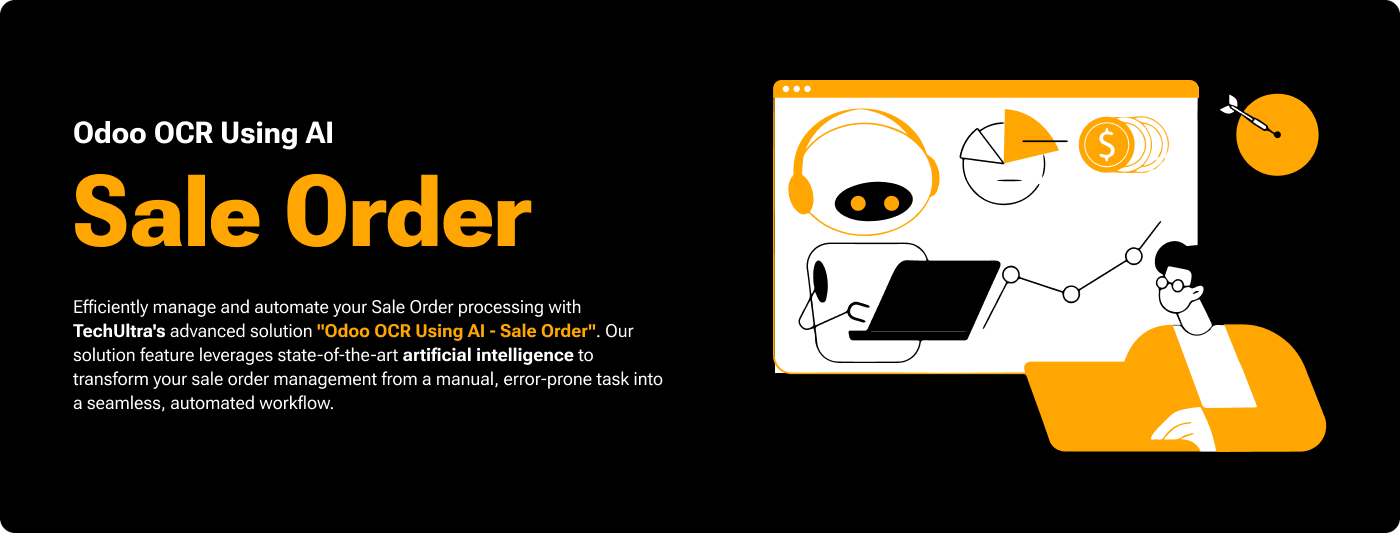 Odoo OCR Using AI
Sale Order
Efficiently manage and automate your Sale Order processing with
TechUltra's advanced solution "Odoo OCR Using AI - Sale Order". Our
solution feature leverages state-of-the-art artificial intelligence to
transform your sale order management from a manual, error-prone task into
a seamless, automated workflow.
$